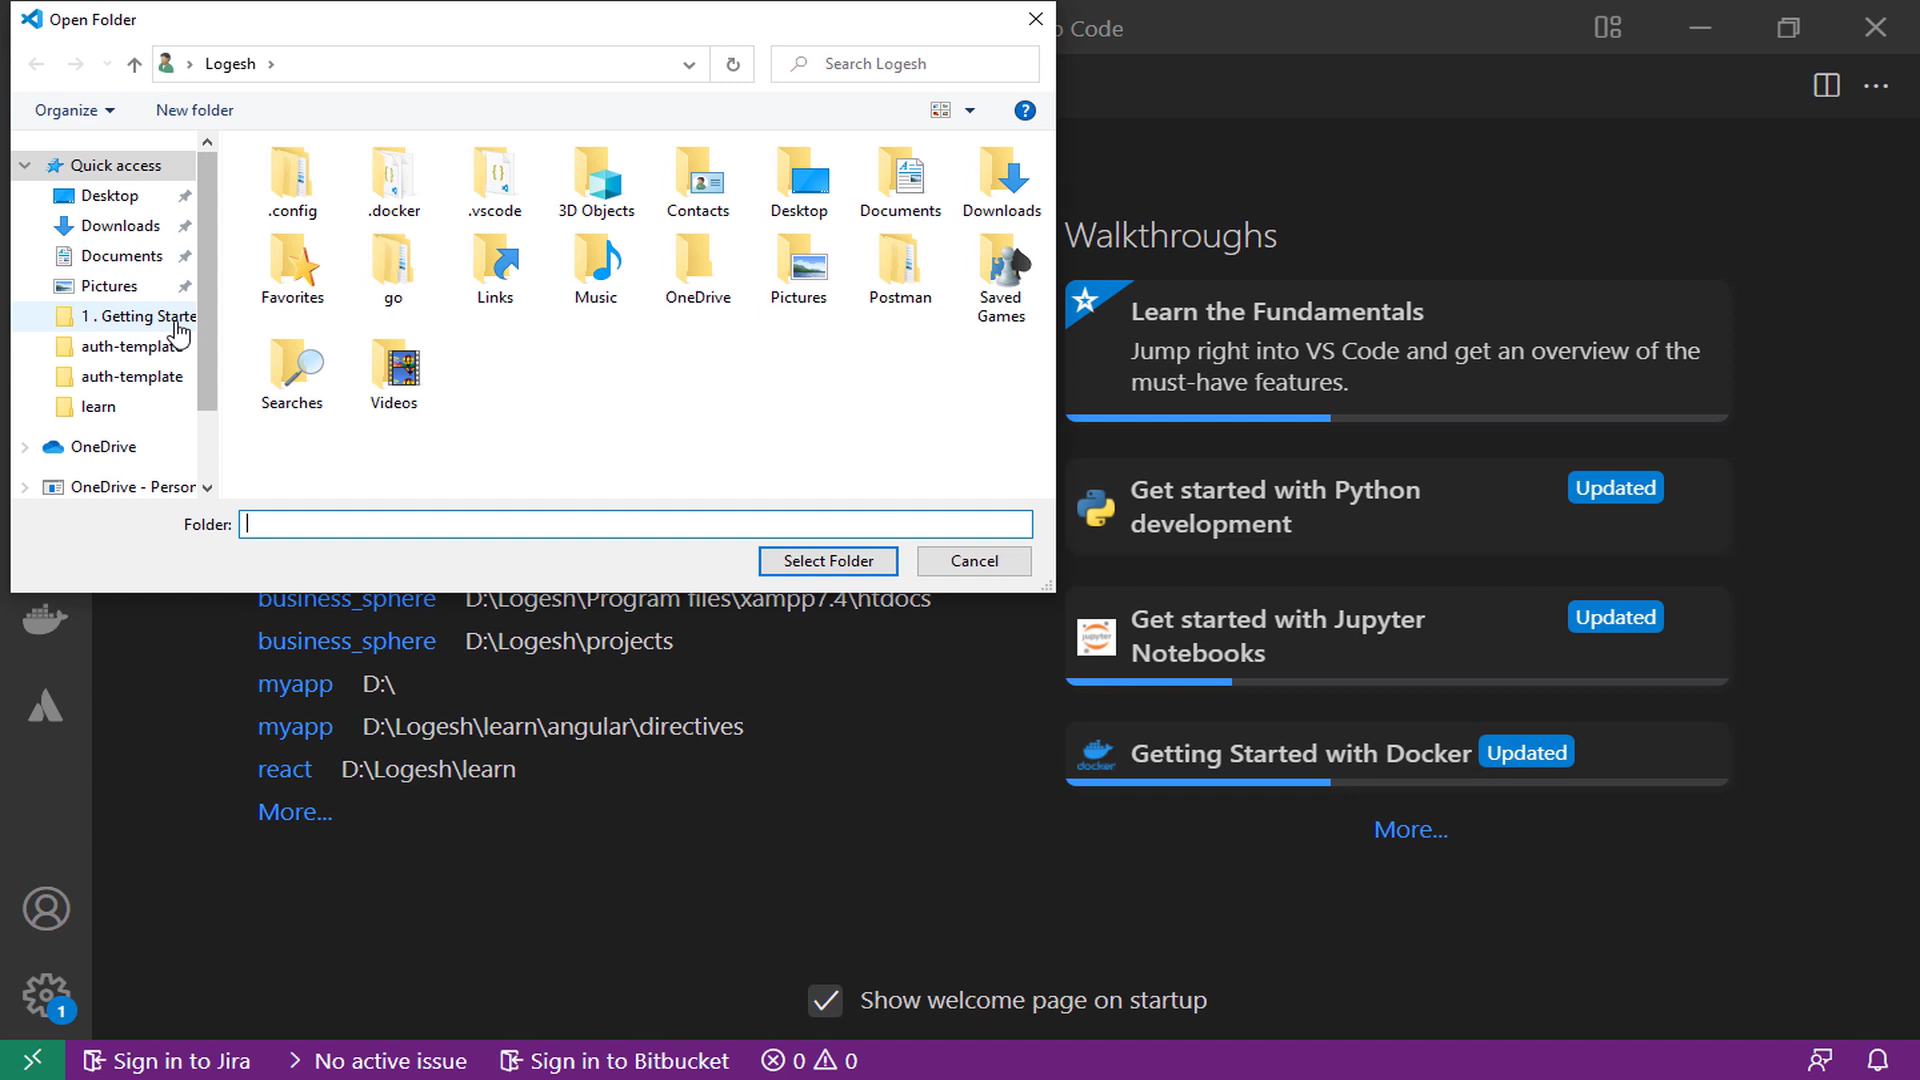 Open Folder
Code
Logesh
Search Logesh
Organize
New folder
Quick access
Desktop
Downloads
Documents
Pictures
1 . Getting Starte
auth-template
auth-template
learn
OneDrive
OneDrive - Person
.config
.docker
.vscode
3D Objects
Contacts
Desktop
Documents
Downloads
Favorites
go
Links
Music
OneDrive
Pictures
Postman
Saved
Games
Searches
Videos
Folder:
Select Folder
Cancel
business_sphere D:\Logesh\Program files\xampp7.4\htdocs
business_sphere D:\Logesh\projects
myapp D:\
myapp D:\Logesh\learn\angular\directives
react D:\Logesh\learn
More...
Walkthroughs
Learn the Fundamentals
Jump right into VS Code and get an overview of the
must-have features.
Get started with Python
development
Updated
jupyter
Get started with Jupyter
Notebooks
Updated
docker
Getting Started with Docker
Updated
More...
Show welcome page on startup
1
Sign in to Jira
No active issue
Sign in to Bitbucket
0
0